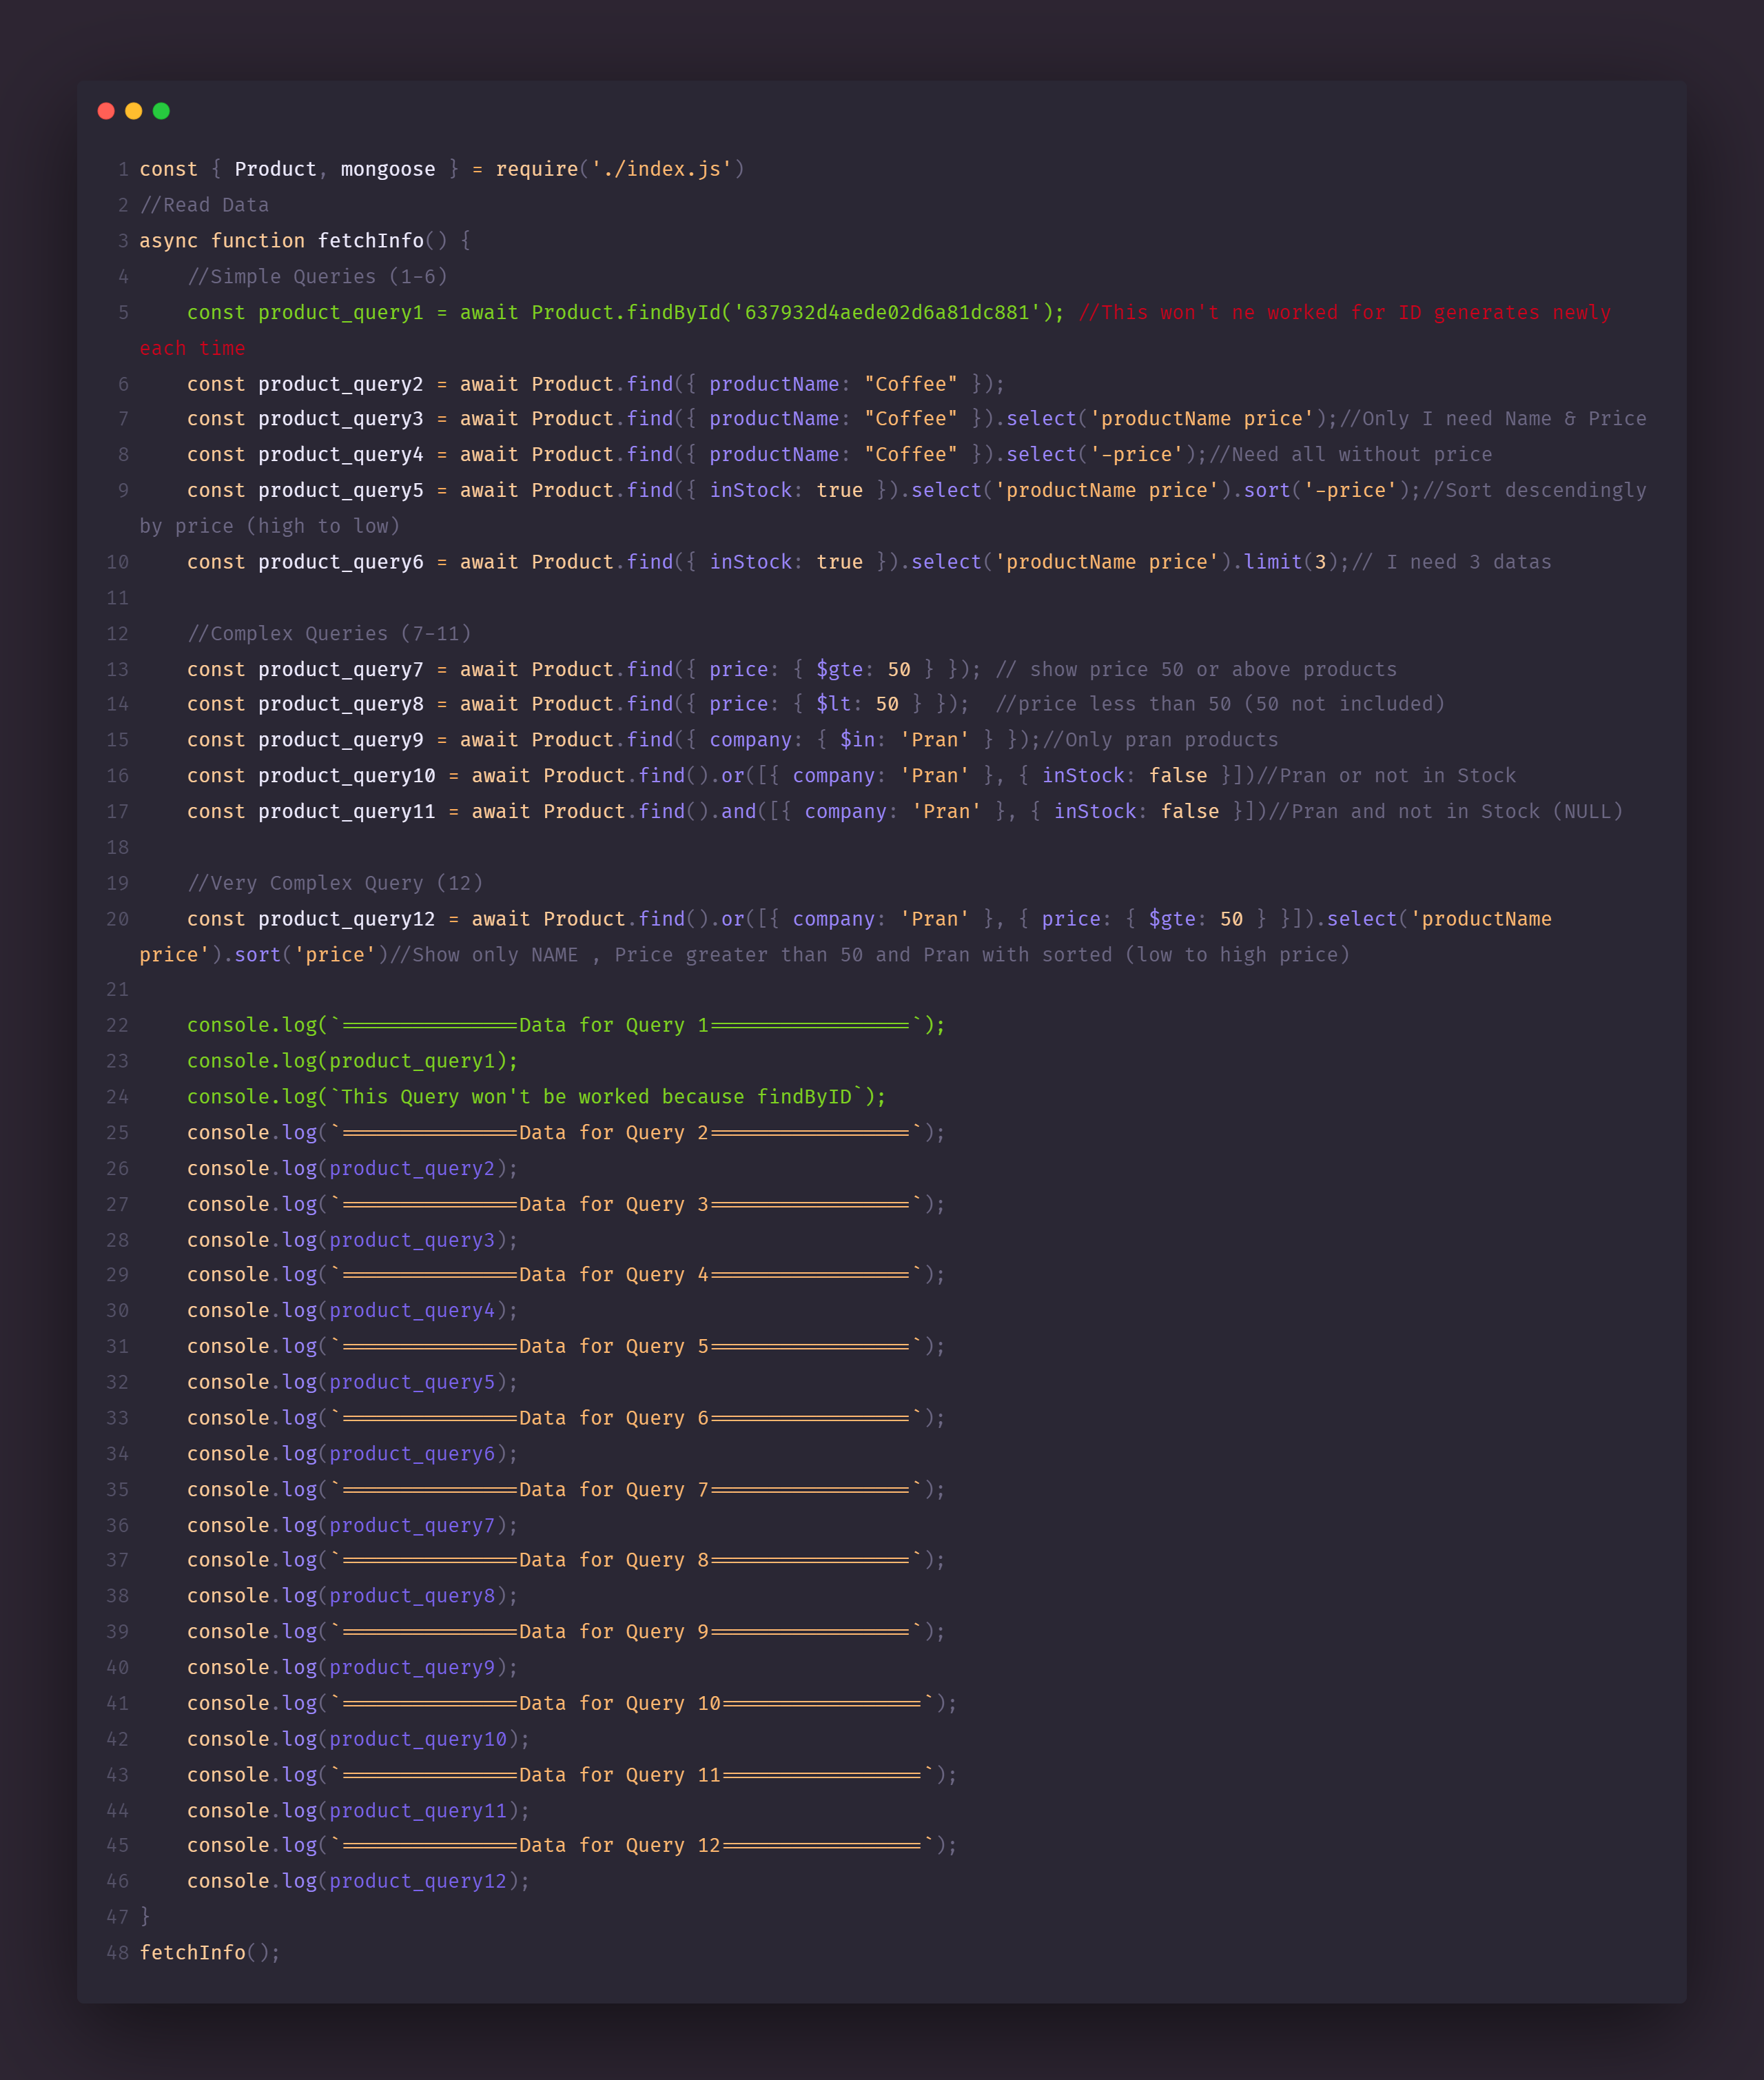 1 const { Product, mongoose } = require('./index.js')
2 //Read Data
3 async function fetchInfo() {
4     //Simple Queries (1-6)
5     const product_query1 = await Product.findById('637932d4aede02d6a81dc881'); //This won't ne worked for ID generates newly
each time
6     const product_query2 = await Product.find({ productName: "Coffee" });
7     const product_query3 = await Product.find({ productName: "Coffee" }).select('productName price');//Only I need Name & Price
8     const product_query4 = await Product.find({ productName: "Coffee" }).select('-price');//Need all without price
9     const product_query5 = await Product.find({ inStock: true }).select('productName price').sort('-price');//Sort descendingly
by price (high to low)
10     const product_query6 = await Product.find({ inStock: true }).select('productName price').limit(3);// I need 3 datas
11
12     //Complex Queries (7-11)
13     const product_query7 = await Product.find({ price: { $gte: 50 } }); // show price 50 or above products
14     const product_query8 = await Product.find({ price: { $lt: 50 } });  //price less than 50 (50 not included)
15     const product_query9 = await Product.find({ company: { $in: 'Pran' } });//Only pran products
16     const product_query10 = await Product.find().or([{ company: 'Pran' }, { inStock: false }])//Pran or not in Stock
17     const product_query11 = await Product.find().and([{ company: 'Pran' }, { inStock: false }])//Pran and not in Stock (NULL)
18
19     //Very Complex Query (12)
20     const product_query12 = await Product.find().or([{ company: 'Pran' }, { price: { $gte: 50 } }]).select('productName
price').sort('price')//Show only NAME , Price greater than 50 and Pran with sorted (low to high price)
21
22     console.log(`===============Data for Query 1=================`);
23     console.log(product_query1);
24     console.log(`This Query won't be worked because findByID`);
25     console.log(`===============Data for Query 2=================`);
26     console.log(product_query2);
27     console.log(`===============Data for Query 3=================`);
28     console.log(product_query3);
29     console.log(`===============Data for Query 4=================`);
30     console.log(product_query4);
31     console.log(`===============Data for Query 5=================`);
32     console.log(product_query5);
33     console.log(`===============Data for Query 6=================`);
34     console.log(product_query6);
35     console.log(`===============Data for Query 7=================`);
36     console.log(product_query7);
37     console.log(`===============Data for Query 8=================`);
38     console.log(product_query8);
39     console.log(`===============Data for Query 9=================`);
40     console.log(product_query9);
41     console.log(`===============Data for Query 10=================`);
42     console.log(product_query10);
43     console.log(`===============Data for Query 11=================`);
44     console.log(product_query11);
45     console.log(`===============Data for Query 12=================`);
46     console.log(product_query12);
47 }
48 fetchInfo();